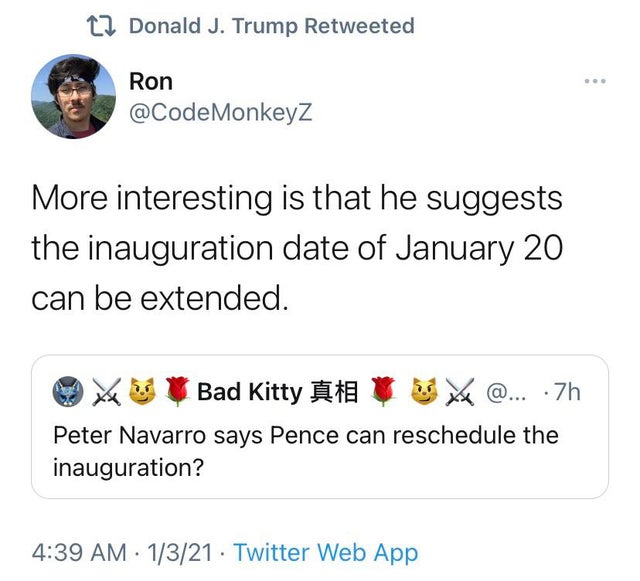 Donald J. Trump Retweeted
Ron
@CodeMonkeyZ
More interesting is that he suggests
the inauguration date of January 20
can be extended.
⚔️ 😼 🌹 Bad Kitty 真相 🌹 😼 ⚔️ @... · 7h
Peter Navarro says Pence can reschedule the
inauguration?
4:39 AM · 1/3/21 · Twitter Web App